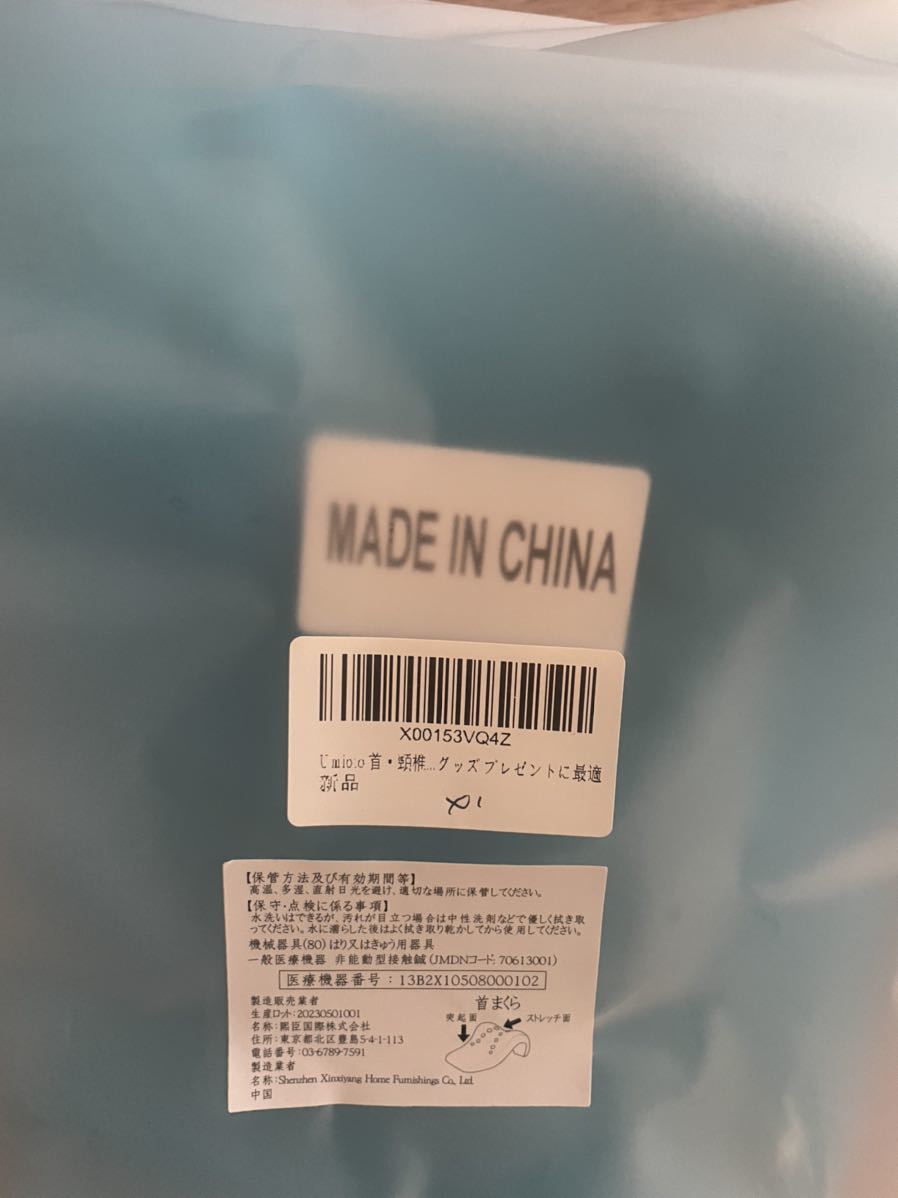 MADE IN CHINA
X00153VQ4Z
首・頸椎...グッズプレゼントに最適
新品
【保管方法及び有効期間等】
高温、多湿、直射日光を避け、適切な場所に保管してください。
【保守・点検に係る事項】
水洗いはできるが、汚れが目立つ場合は中性洗剤などで優しく拭き取
ってください。水に濡らした後はよく拭き取り乾かしてから使用してください。
機械器具(80)はり又はきゅう用器具
一般医療機器 非能動型接触鍼(JMDNコード: 70613001)
医療機器番号 : 13B2X10508000102
製造販売業者
生産ロット: 20230501001
名称: 熙臣国際株式会社
住所: 東京都北区豊島5-4-1-113
電話番号: 03-6789-7591
製造業者
名称: Shenzhen Xinxiyang Home Furnishings Co., Ltd.
中国
首まくら
突起面
ストレッチ面